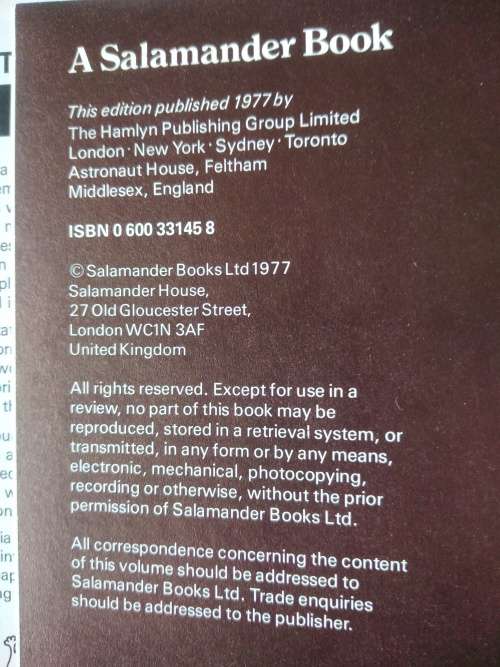 A Salamander Book
This edition published 1977 by
The Hamlyn Publishing Group Limited
London · New York · Sydney · Toronto
Astronaut House, Feltham
Middlesex, England
ISBN 0 600 33145 8
© Salamander Books Ltd 1977
Salamander House,
27 Old Gloucester Street,
London WC1N 3AF
United Kingdom
All rights reserved. Except for use in a
review, no part of this book may be
reproduced, stored in a retrieval system, or
transmitted, in any form or by any means,
electronic, mechanical, photocopying,
recording or otherwise, without the prior
permission of Salamander Books Ltd.
All correspondence concerning the content
of this volume should be addressed to
Salamander Books Ltd. Trade enquiries
should be addressed to the publisher.